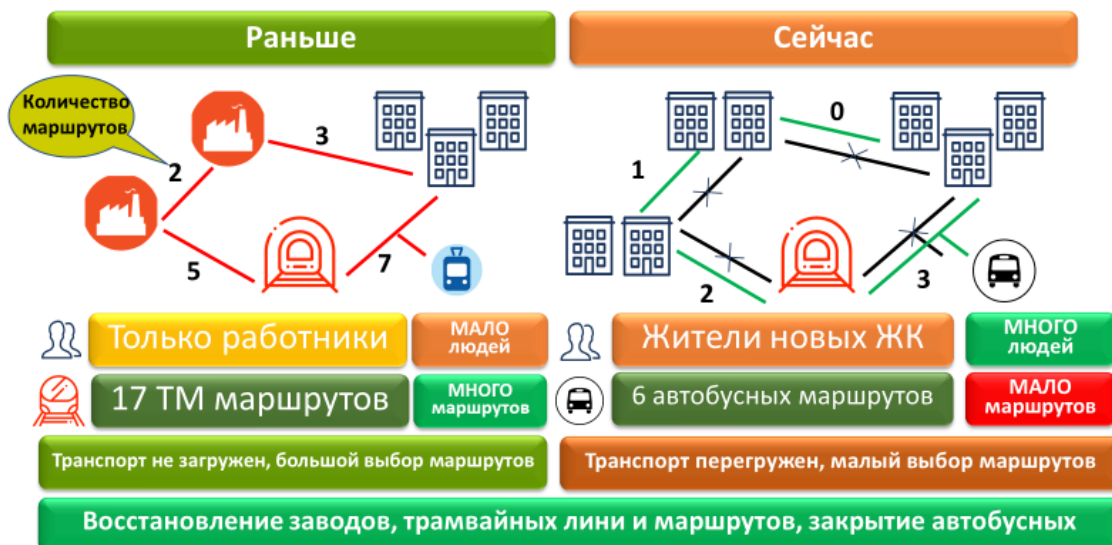 Раньше
Сейчас
Количество
маршрутов
2
3
5
7
0
1
2
3
Только работники
МАЛО
людей
Жители новых ЖК
МНОГО
людей
17 ТМ маршрутов
МНОГО
маршрутов
6 автобусных маршрутов
МАЛО
маршрутов
Транспорт не загружен, большой выбор маршрутов
Транспорт перегружен, малый выбор маршрутов
Восстановление заводов, трамвайных лини и маршрутов, закрытие автобусных